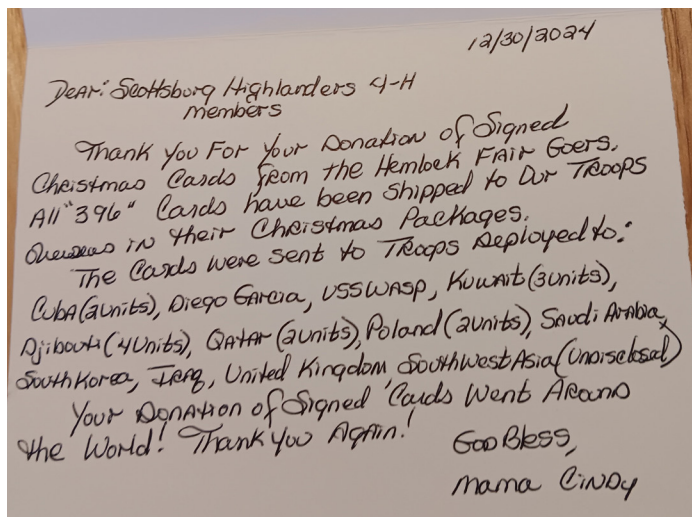 12/30/2024
Dear: Scottsburg Highlanders 4-H
members
Thank You For Your Donation of Signed
Christmas Cards from the Hemlock Fair Goers.
All "396" Cards have been shipped to Our Troops
Overseas in their Christmas Packages.
The Cards were sent to Troops Deployed to:
Cuba (2units), Diego Garcia, USS WASP, Kuwait (3units),
Djibouti (4Units), Qatar (2units), Poland (2units), Saudi Arabia,
South Korea, Iraq, United Kingdom Southwest Asia (undisclosed)
Your Donation of Signed Cards Went Around
the World! Thank You Again!
God Bless,
Mama Cindy